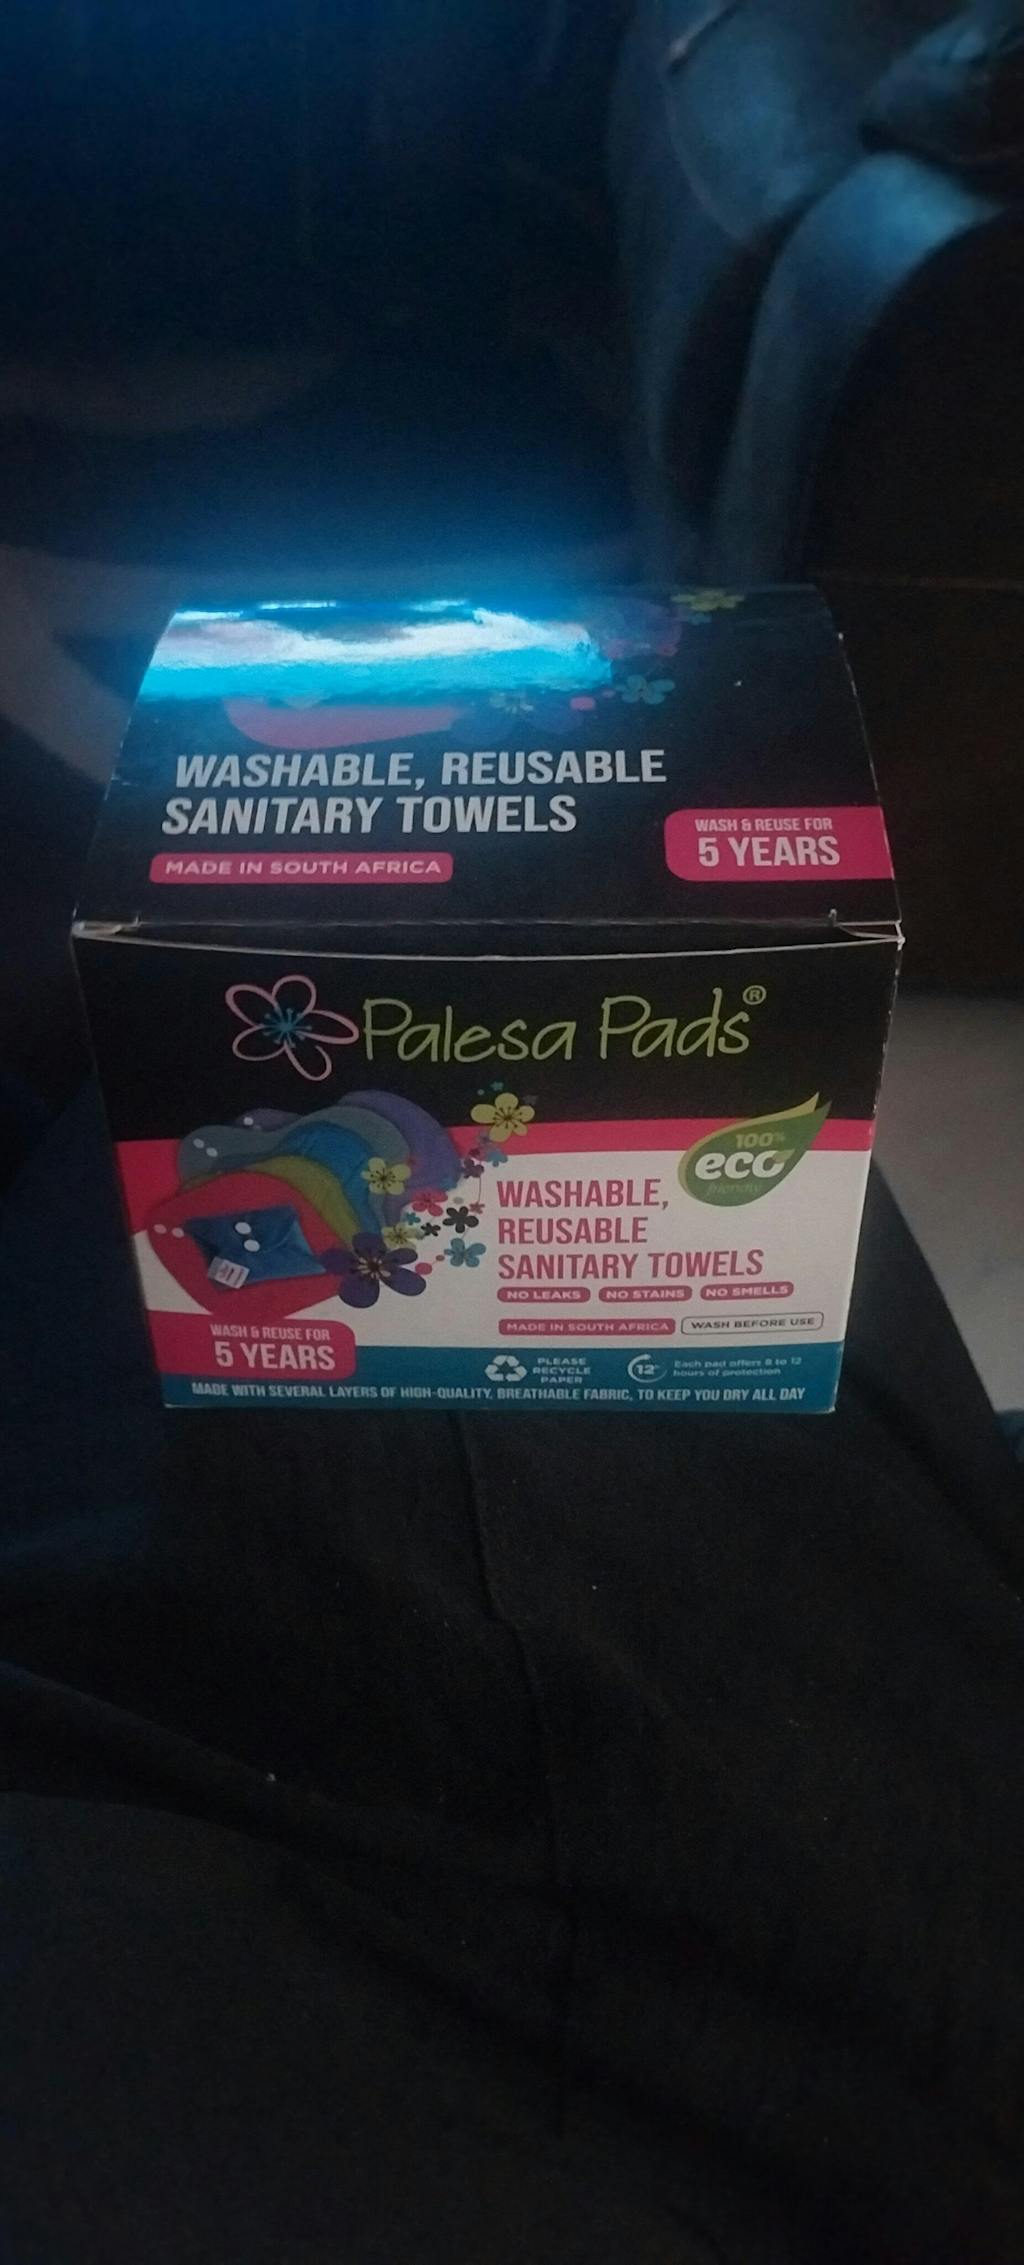 WASHABLE, REUSABLE
SANITARY TOWELS
MADE IN SOUTH AFRICA
WASH & REUSE FOR
5 YEARS
Palesa Pads®
100%
eco
friendly
WASHABLE,
REUSABLE
SANITARY TOWELS
NO LEAKS NO STAINS NO SMELLS
MADE IN SOUTH AFRICA WASH BEFORE USE
WASH & REUSE FOR
5 YEARS
PLEASE
RECYCLE
PAPER
12
Each pad offers 8 to 12
hours of protection
MADE WITH SEVERAL LAYERS OF HIGH-QUALITY, BREATHABLE FABRIC, TO KEEP YOU DRY ALL DAY